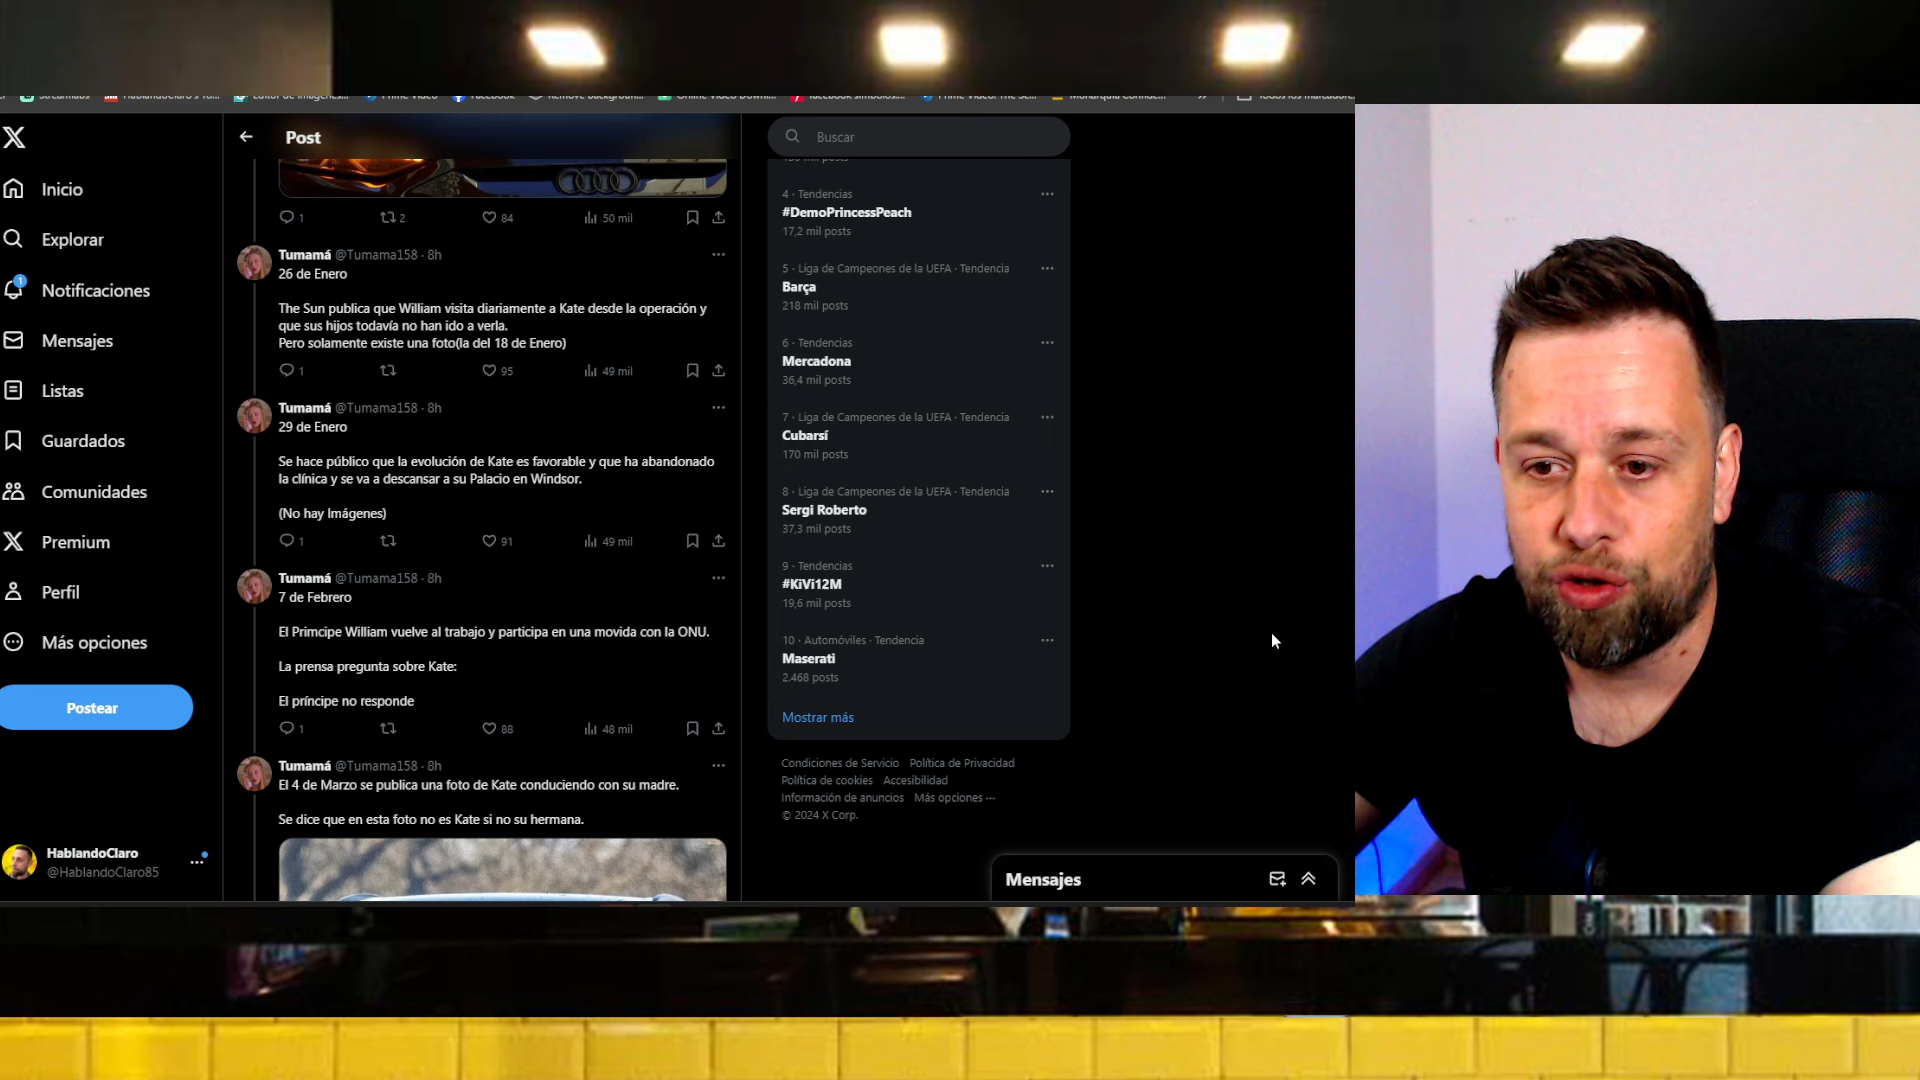 Facebook
Post
Buscar
Inicio
Explorar
1
Notificaciones
Mensajes
Listas
Guardados
Comunidades
Premium
Perfil
Más opciones
Postear
HablandoClaro
@HablandoClaro85
1
2
84
50 mil
Tumamá @Tumama158 · 8h
26 de Enero
The Sun publica que William visita diariamente a Kate desde la operación y
que sus hijos todavía no han ido a verla.
Pero solamente existe una foto(la del 18 de Enero)
1
95
49 mil
Tumamá @Tumama158 · 8h
29 de Enero
Se hace público que la evolución de Kate es favorable y que ha abandonado
la clínica y se va a descansar a su Palacio en Windsor.
(No hay Imágenes)
1
91
49 mil
Tumamá @Tumama158 · 8h
7 de Febrero
El Primcipe William vuelve al trabajo y participa en una movida con la ONU.
La prensa pregunta sobre Kate:
El príncipe no responde
1
88
48 mil
Tumamá @Tumama158 · 8h
El 4 de Marzo se publica una foto de Kate conduciendo con su madre.
Se dice que en esta foto no es Kate si no su hermana.
4 · Tendencias
#DemoPrincessPeach
17,2 mil posts
5 · Liga de Campeones de la UEFA · Tendencia
Barça
218 mil posts
6 · Tendencias
Mercadona
36,4 mil posts
7 · Liga de Campeones de la UEFA · Tendencia
Cubarsí
170 mil posts
8 · Liga de Campeones de la UEFA · Tendencia
Sergi Roberto
37,3 mil posts
9 · Tendencias
#KiVi12M
19,6 mil posts
10 · Automóviles · Tendencia
Maserati
2.468 posts
Mostrar más
Condiciones de Servicio Política de Privacidad
Política de cookies Accesibilidad
Información de anuncios Más opciones ···
© 2024 X Corp.
Mensajes